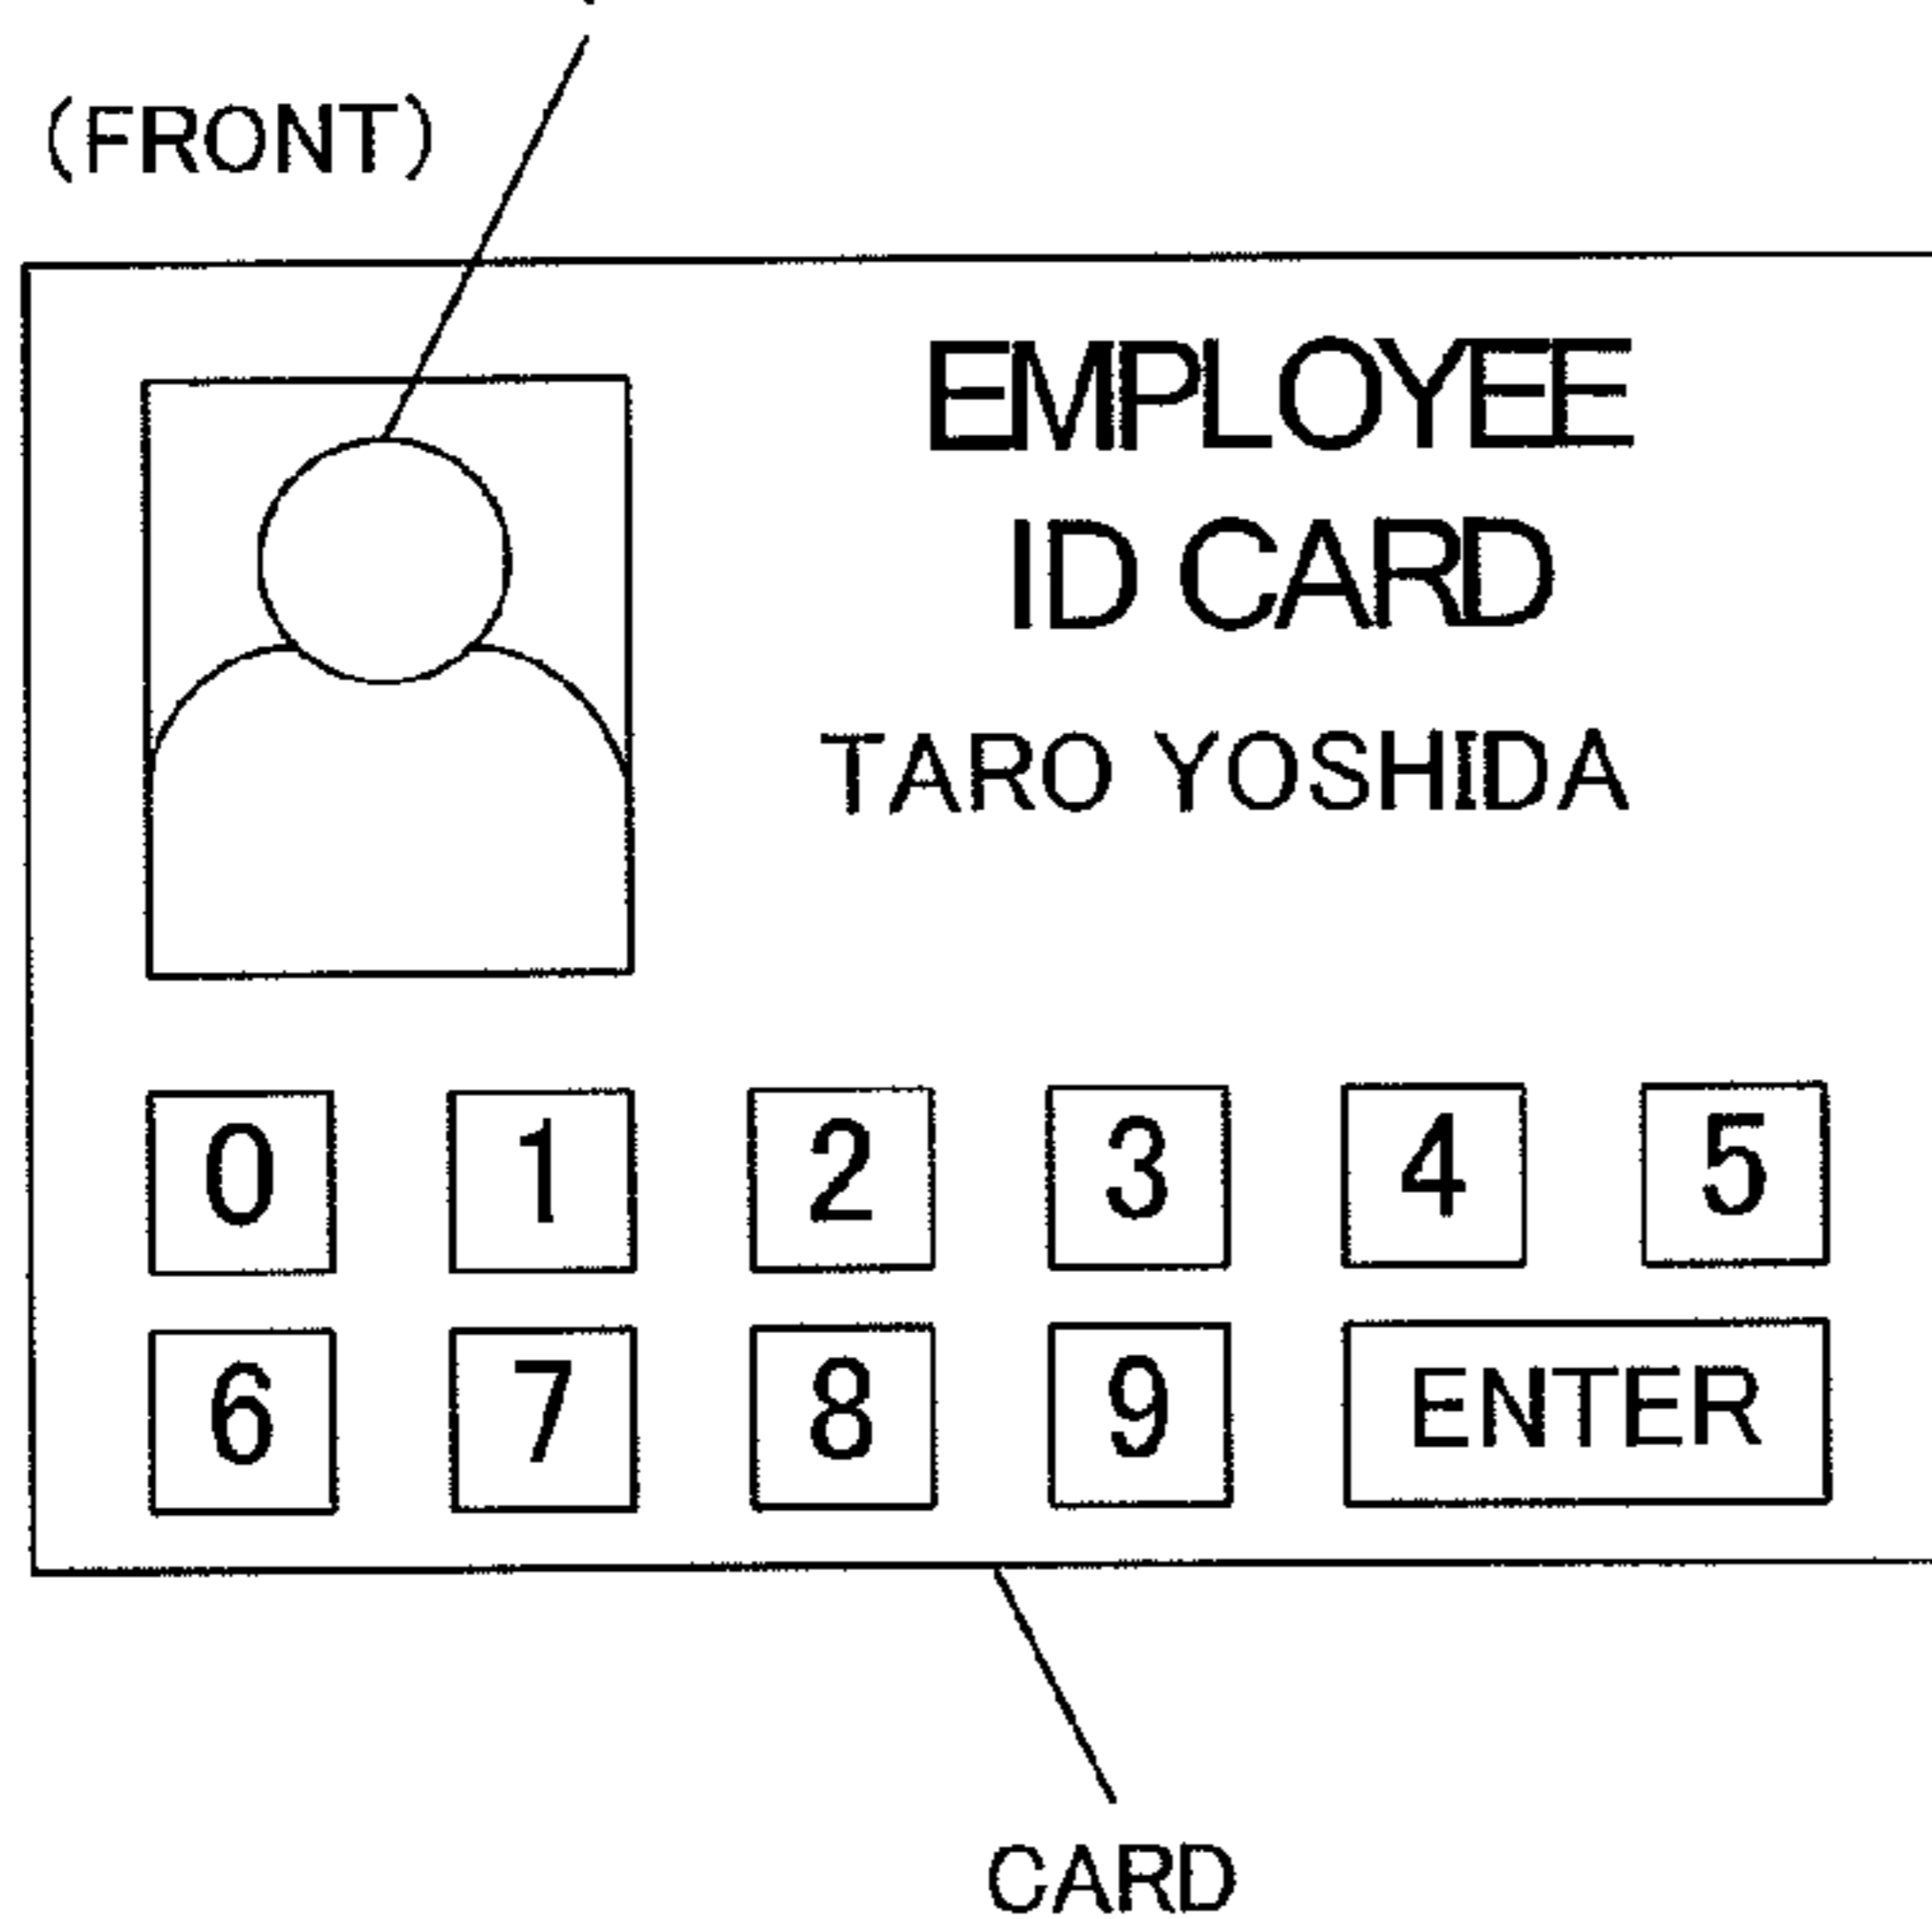 (FRONT)
EMPLOYEE
ID CARD
TARO YOSHIDA
0 1 2 3 4 5
6 7 8 9 ENTER
CARD